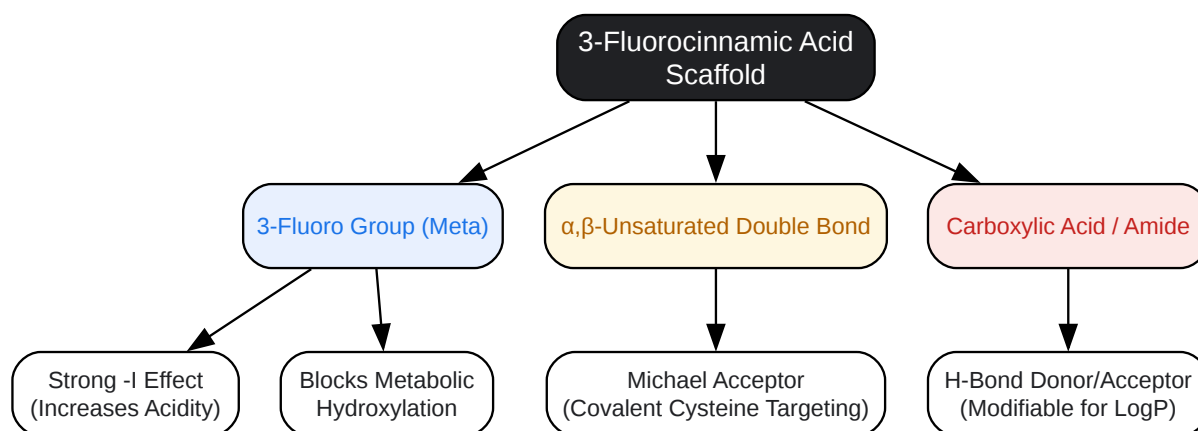 3-Fluorocinnamic Acid
Scaffold
3-Fluoro Group (Meta)
α,β-Unsaturated Double Bond
Carboxylic Acid / Amide
Strong -I Effect
(Increases Acidity)
Blocks Metabolic
Hydroxylation
Michael Acceptor
(Covalent Cysteine Targeting)
H-Bond Donor/Acceptor
(Modifiable for LogP)